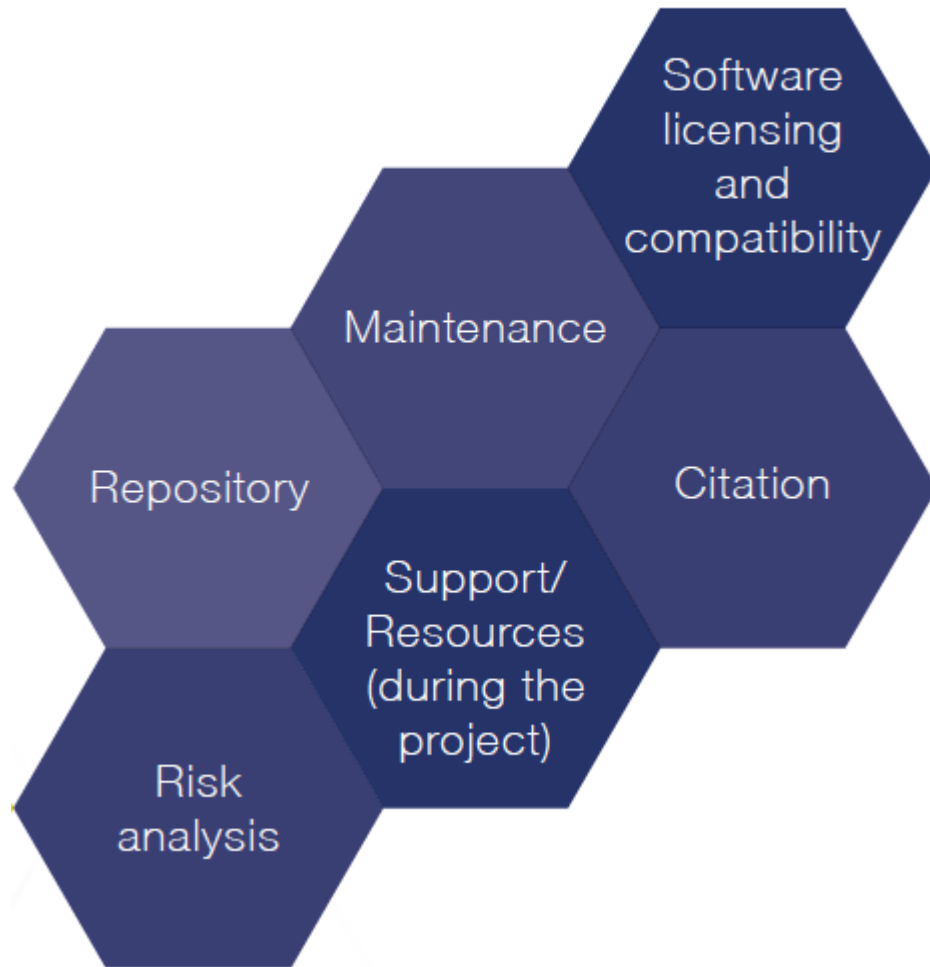 Software
licensing
and
compatibility
Maintenance
Repository
Citation
Support/
Resources
(during the
project)
Risk
analysis